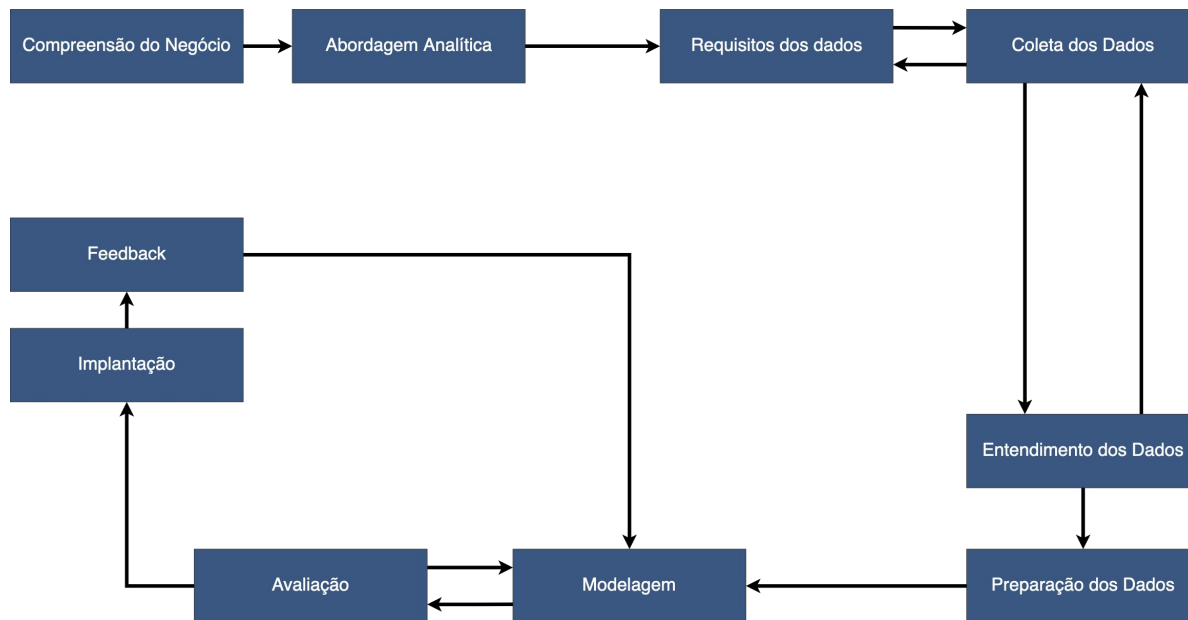 Compreensão do Negócio
Abordagem Analítica
Requisitos dos dados
Coleta dos Dados
Feedback
Implantação
Entendimento dos Dados
Avaliação
Modelagem
Preparação dos Dados